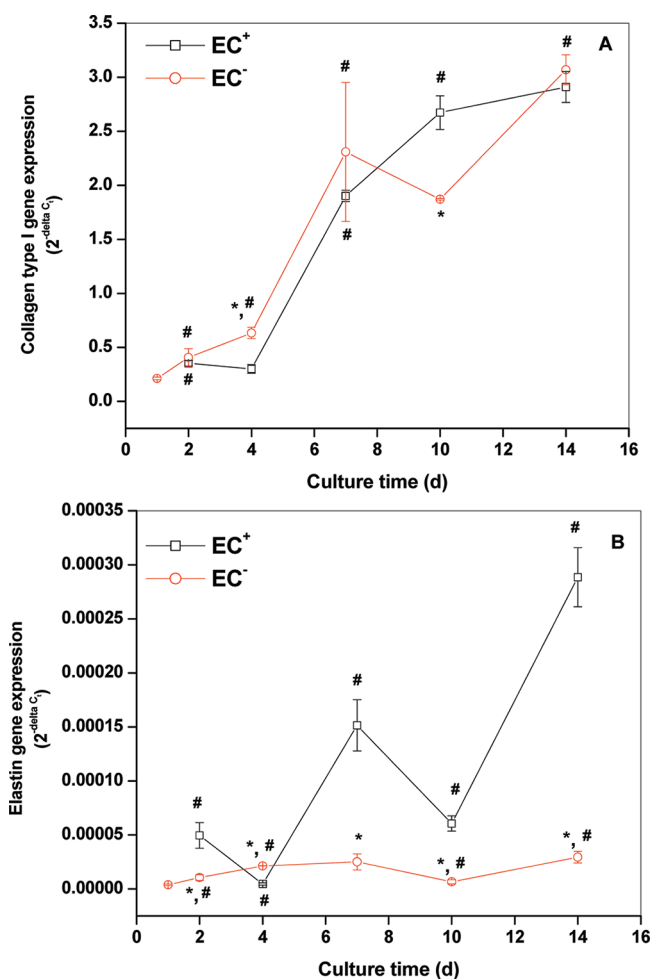 EC⁺
EC⁻
A
3.5
3.0
2.5
2.0
1.5
1.0
0.5
0.0
Collagen type I gene expression
(2^-delta Ct)
#
#
#
#
*, #
#
#
*
#
0 2 4 6 8 10 12 14 16
Culture time (d)
EC⁺
EC⁻
B
0.00035
0.00030
0.00025
0.00020
0.00015
0.00010
0.00005
0.00000
Elastin gene expression
(2^-delta Ct)
#
#
#
#
*, #
*
*, #
*, #
*, #
#
0 2 4 6 8 10 12 14 16
Culture time (d)